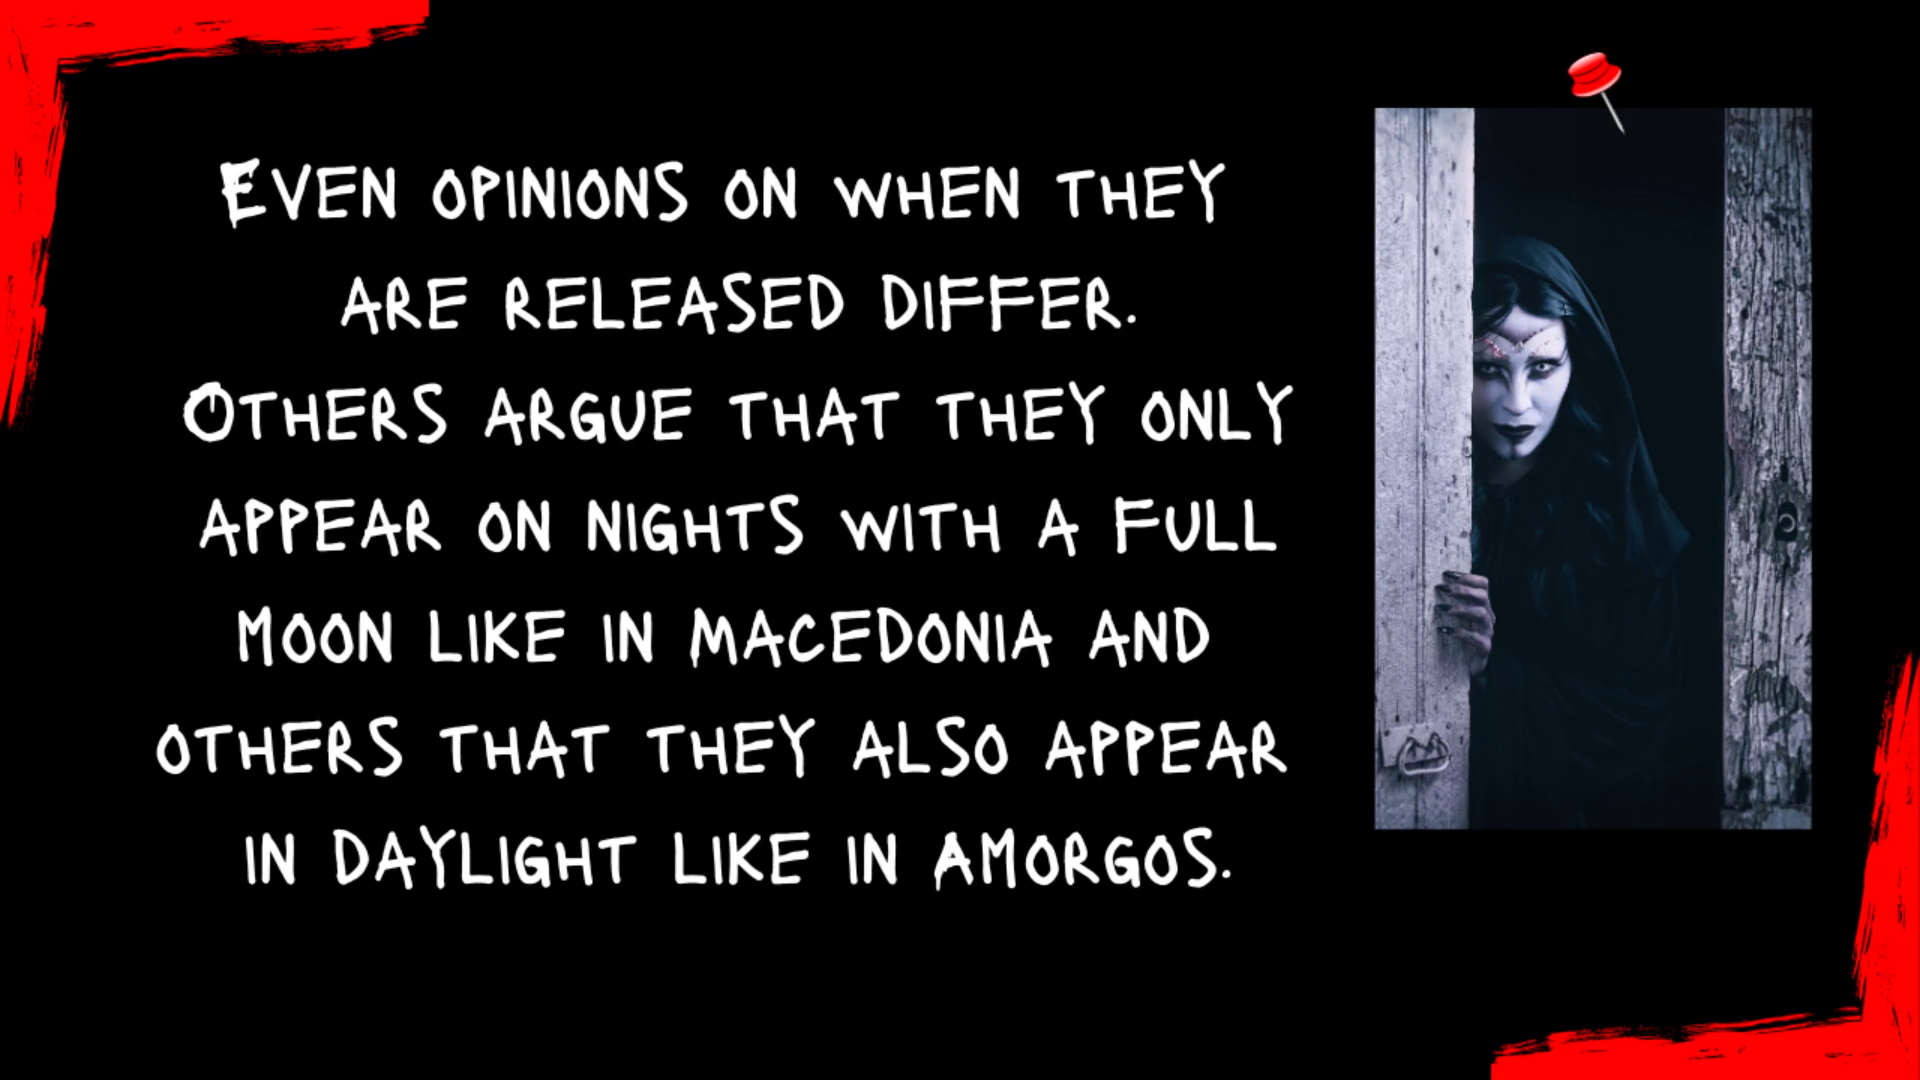 Even opinions on when they
are released differ.
Others argue that they only
appear on nights with a full
moon like in Macedonia and
others that they also appear
in daylight like in Amorgos.